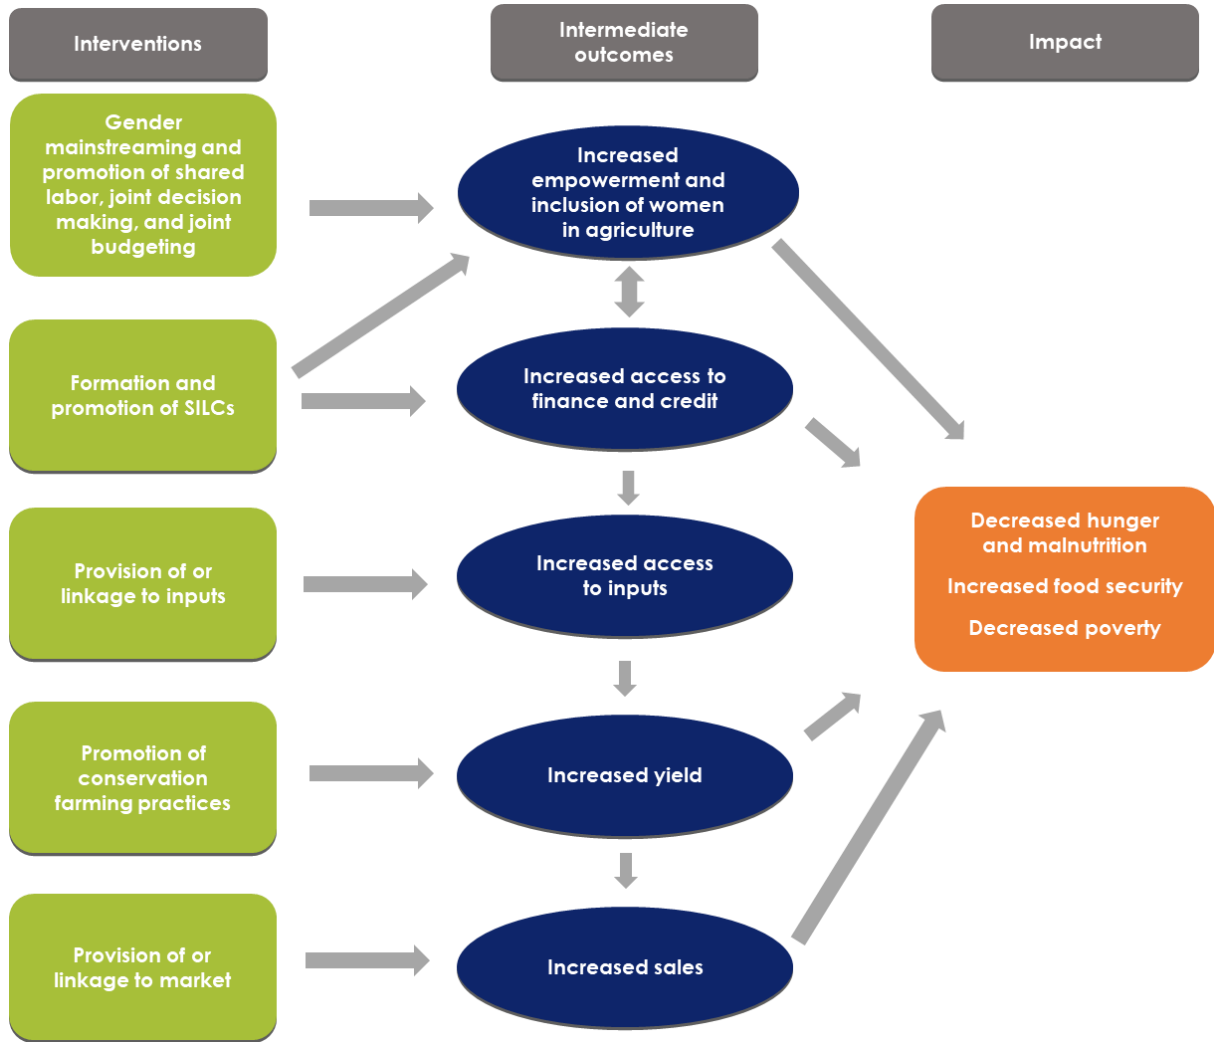 Interventions
Intermediate
outcomes
Impact
Gender
mainstreaming and
promotion of shared
labor, joint decision
making, and joint
budgeting
Increased
empowerment and
inclusion of women
in agriculture
Formation and
promotion of SILCs
Increased access to
finance and credit
Provision of or
linkage to inputs
Increased access
to inputs
Decreased hunger
and malnutrition
Increased food security
Decreased poverty
Promotion of
conservation
farming practices
Increased yield
Provision of or
linkage to market
Increased sales